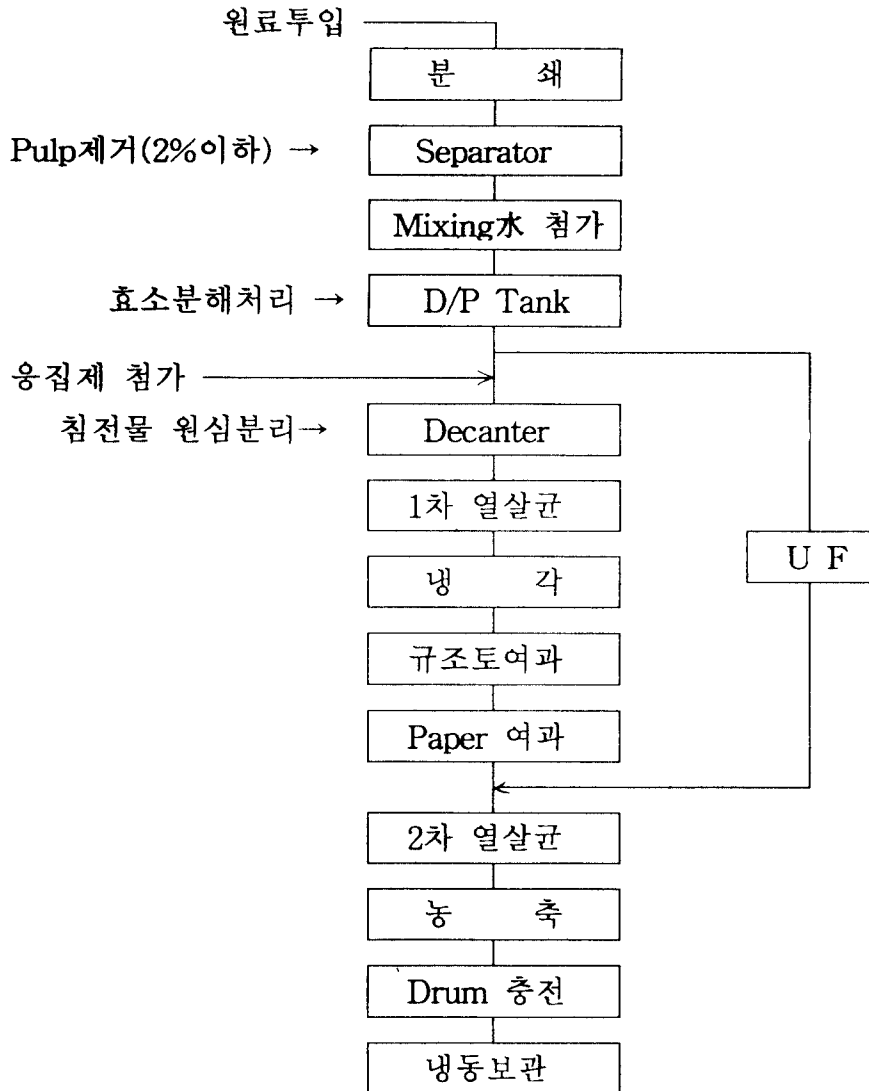 원료투입
분 쇄
Pulp제거(2%이하) → Separator
Mixing水 첨가
효소분해처리 → D/P Tank
응집제 첨가
침전물 원심분리→ Decanter
1차 열살균
U F
냉 각
규조토여과
Paper 여과
2차 열살균
농 축
Drum 충전
냉동보관